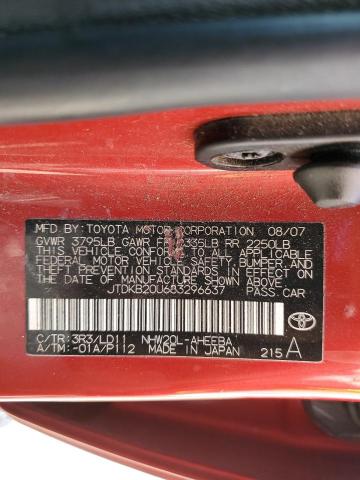 MFD. BY: TOYOTA MOTOR CORPORATION 08/07
GVWR 3795LB GAWR FR 2335LB RR 2250LB
THIS VEHICLE CONFORMS TO ALL APPLICABLE
FEDERAL MOTOR VEHICLE SAFETY, BUMPER, AND
THEFT PREVENTION STANDARDS IN EFFECT ON
THE DATE OF MANUFACTURE SHOWN ABOVE.
JTDKB20U683296637 PASS. CAR
C/TR:3R3/LD11 NHW20L-AHEEBA
A/TM:-01A/P112 MADE IN JAPAN 215 A
TOYOTA